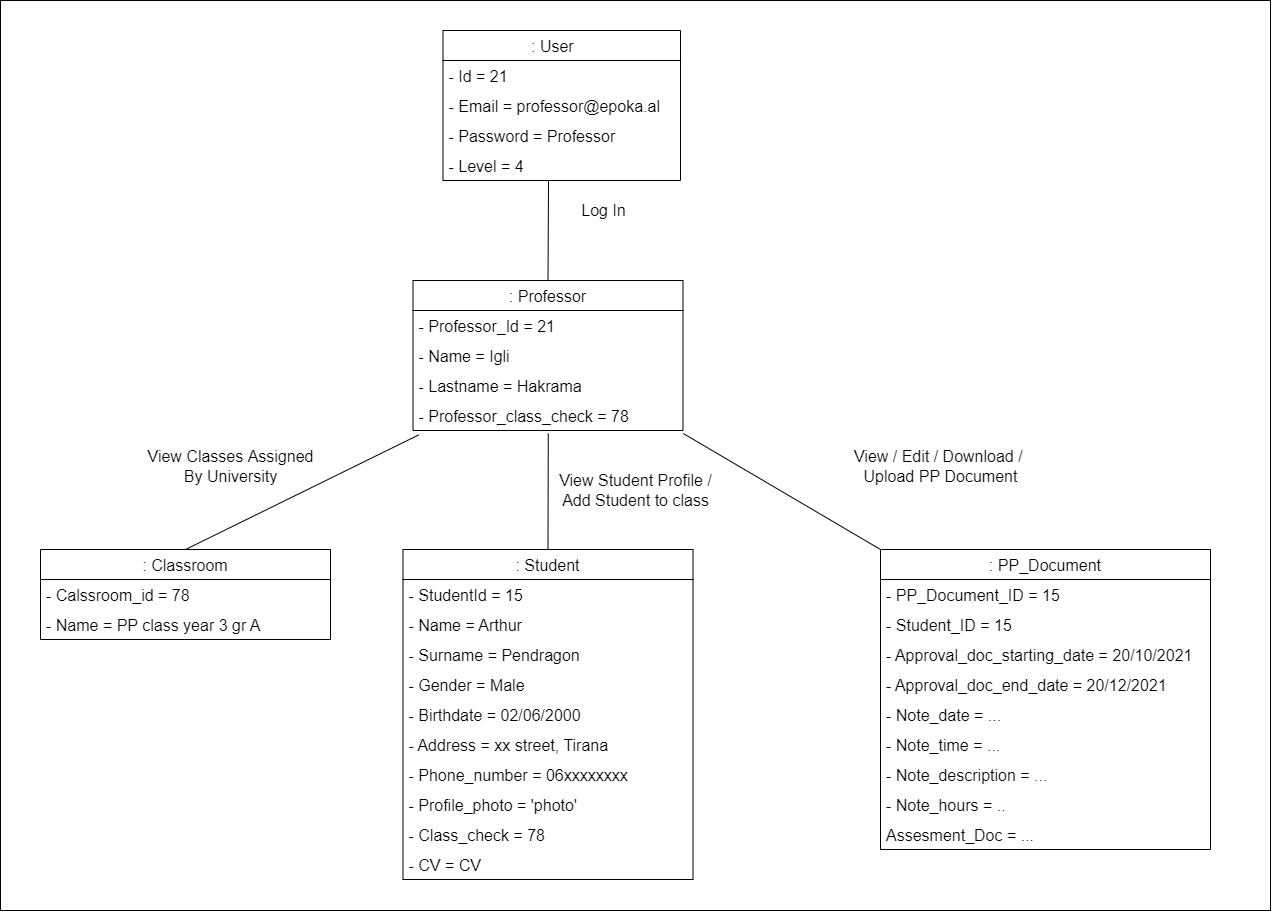 : User
- Id = 21
- Email = professor@epoka.al
- Password = Professor
- Level = 4
Log In
: Professor
- Professor_Id = 21
- Name = Igli
- Lastname = Hakrama
- Professor_class_check = 78
View Classes Assigned
By University
View Student Profile /
Add Student to class
View / Edit / Download /
Upload PP Document
: Classroom
- Calssroom_id = 78
- Name = PP class year 3 gr A
: Student
- StudentId = 15
- Name = Arthur
- Surname = Pendragon
- Gender = Male
- Birthdate = 02/06/2000
- Address = xx street, Tirana
- Phone_number = 06xxxxxxxx
- Profile_photo = 'photo'
- Class_check = 78
- CV = CV
: PP_Document
- PP_Document_ID = 15
- Student_ID = 15
- Approval_doc_starting_date = 20/10/2021
- Approval_doc_end_date = 20/12/2021
- Note_date = ...
- Note_time = ...
- Note_description = ...
- Note_hours = ..
Assesment_Doc = ...